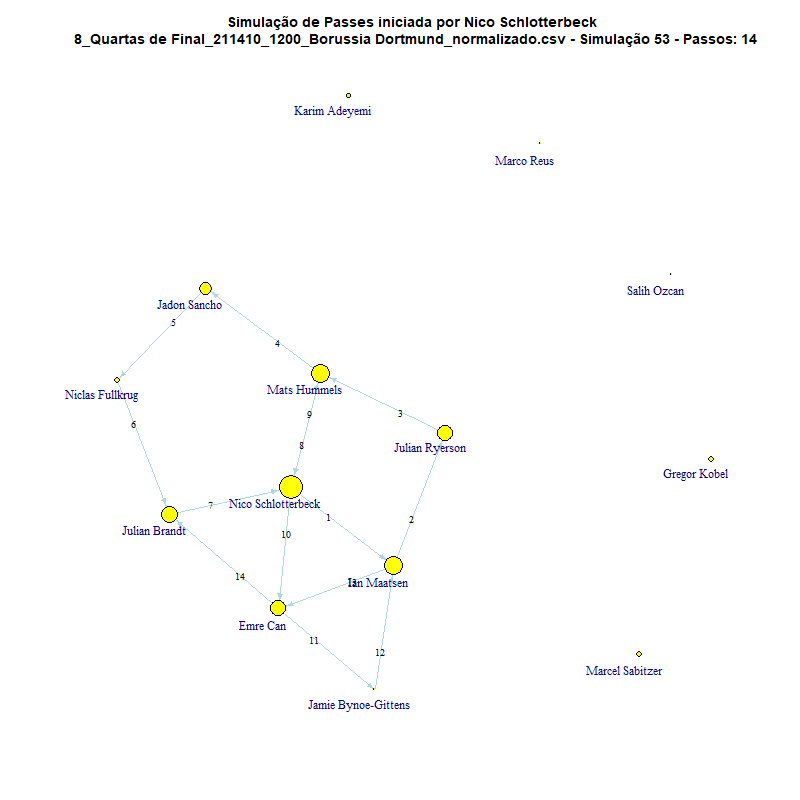 Simulação de Passes iniciada por Nico Schlotterbeck
8_Quartas de Final_211410_1200_Borussia Dortmund_normalizado.csv - Simulação 53 - Passos: 14
Karim Adeyemi
Marco Reus
Salih Ozcan
Jadon Sancho
5
4
Mats Hummels
Niclas Fullkrug
9
3
6
8
Julian Ryerson
Gregor Kobel
7
Nico Schlotterbeck
1
2
Julian Brandt
10
14
Ian Maatsen
Emre Can
11
12
Marcel Sabitzer
Jamie Bynoe-Gittens